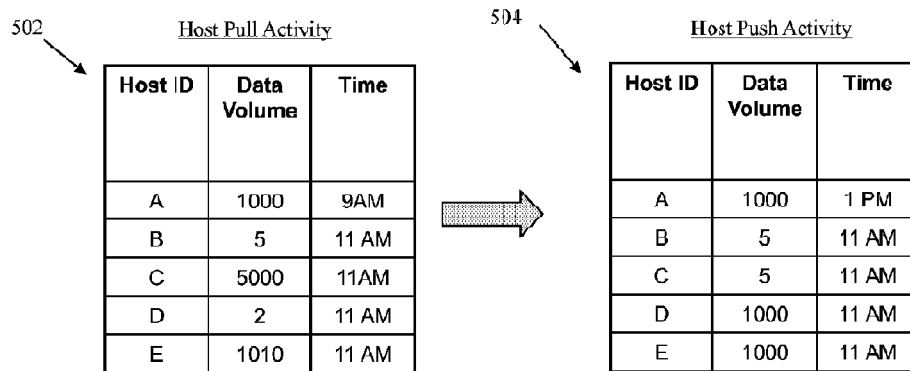 502
Host Pull Activity
Host ID Data Volume Time
A 1000 9AM
B 5 11 AM
C 5000 11AM
D 2 11 AM
E 1010 11 AM
504
Host Push Activity
Host ID Data Volume Time
A 1000 1 PM
B 5 11 AM
C 5 11 AM
D 1000 11 AM
E 1000 11 AM